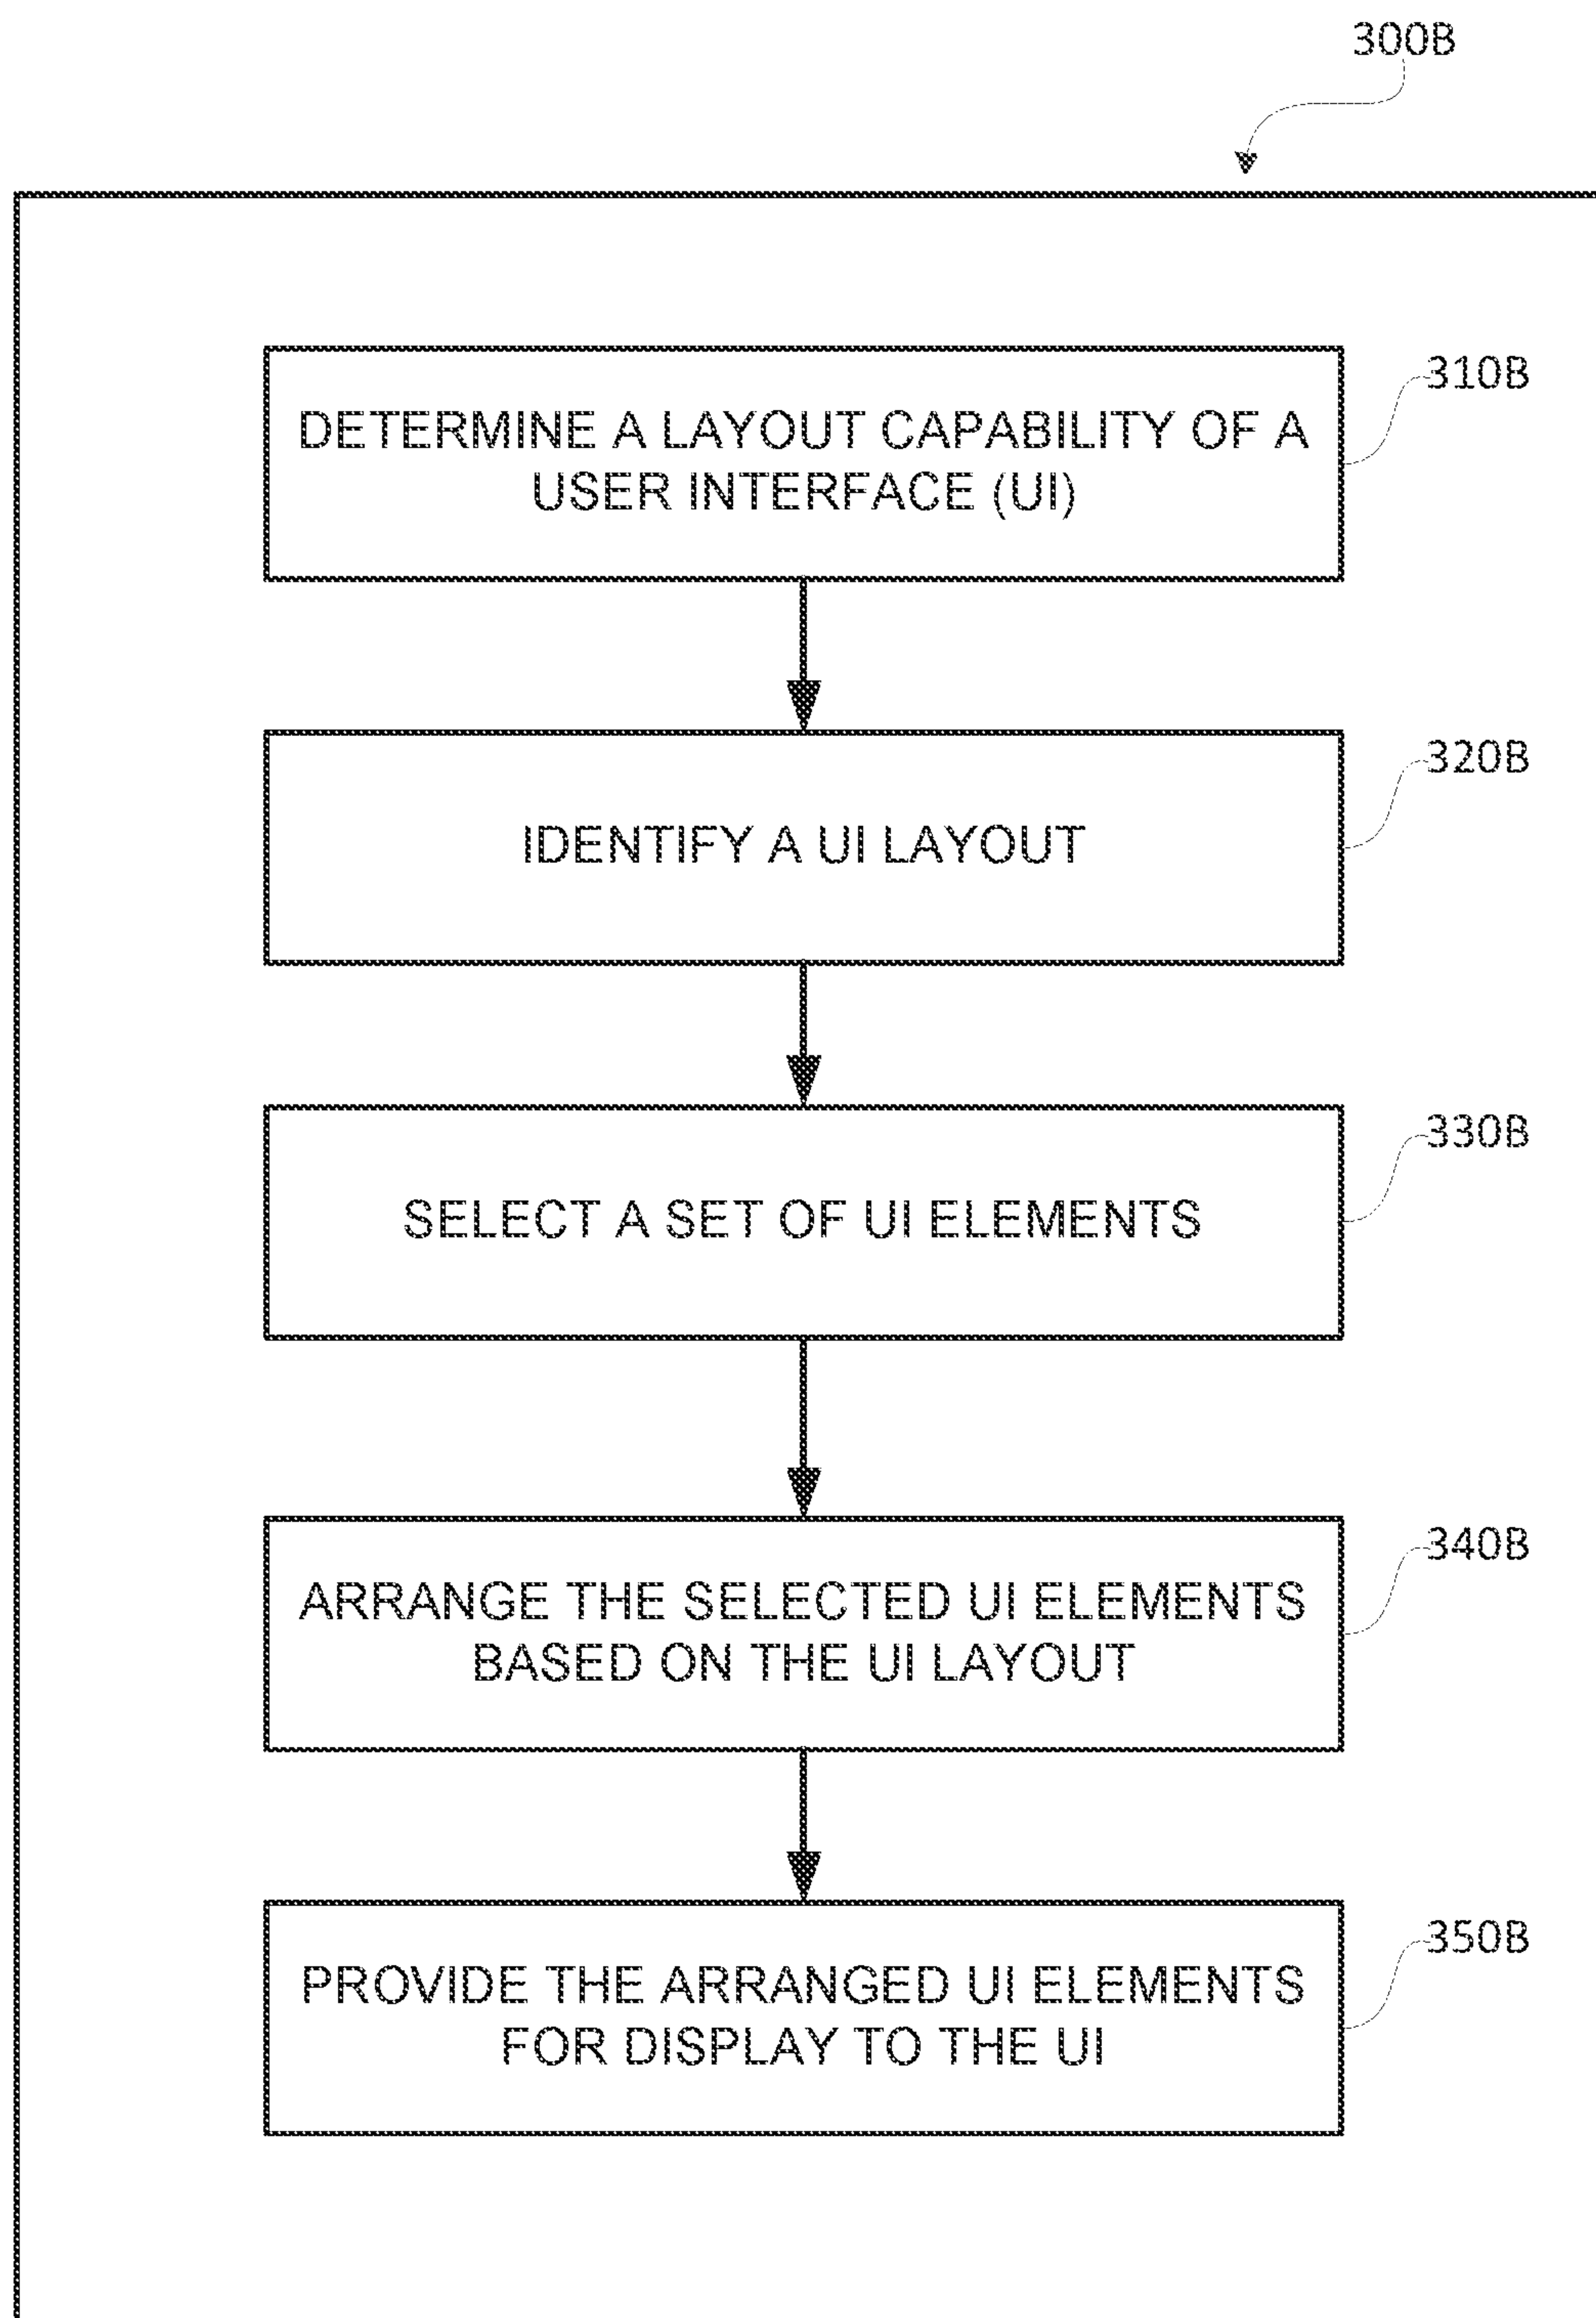 300B
310B
DETERMINE A LAYOUT CAPABILITY OF A
USER INTERFACE (UI)
320B
IDENTIFY A UI LAYOUT
330B
SELECT A SET OF UI ELEMENTS
340B
ARRANGE THE SELECTED UI ELEMENTS
BASED ON THE UI LAYOUT
350B
PROVIDE THE ARRANGED UI ELEMENTS
FOR DISPLAY TO THE UI